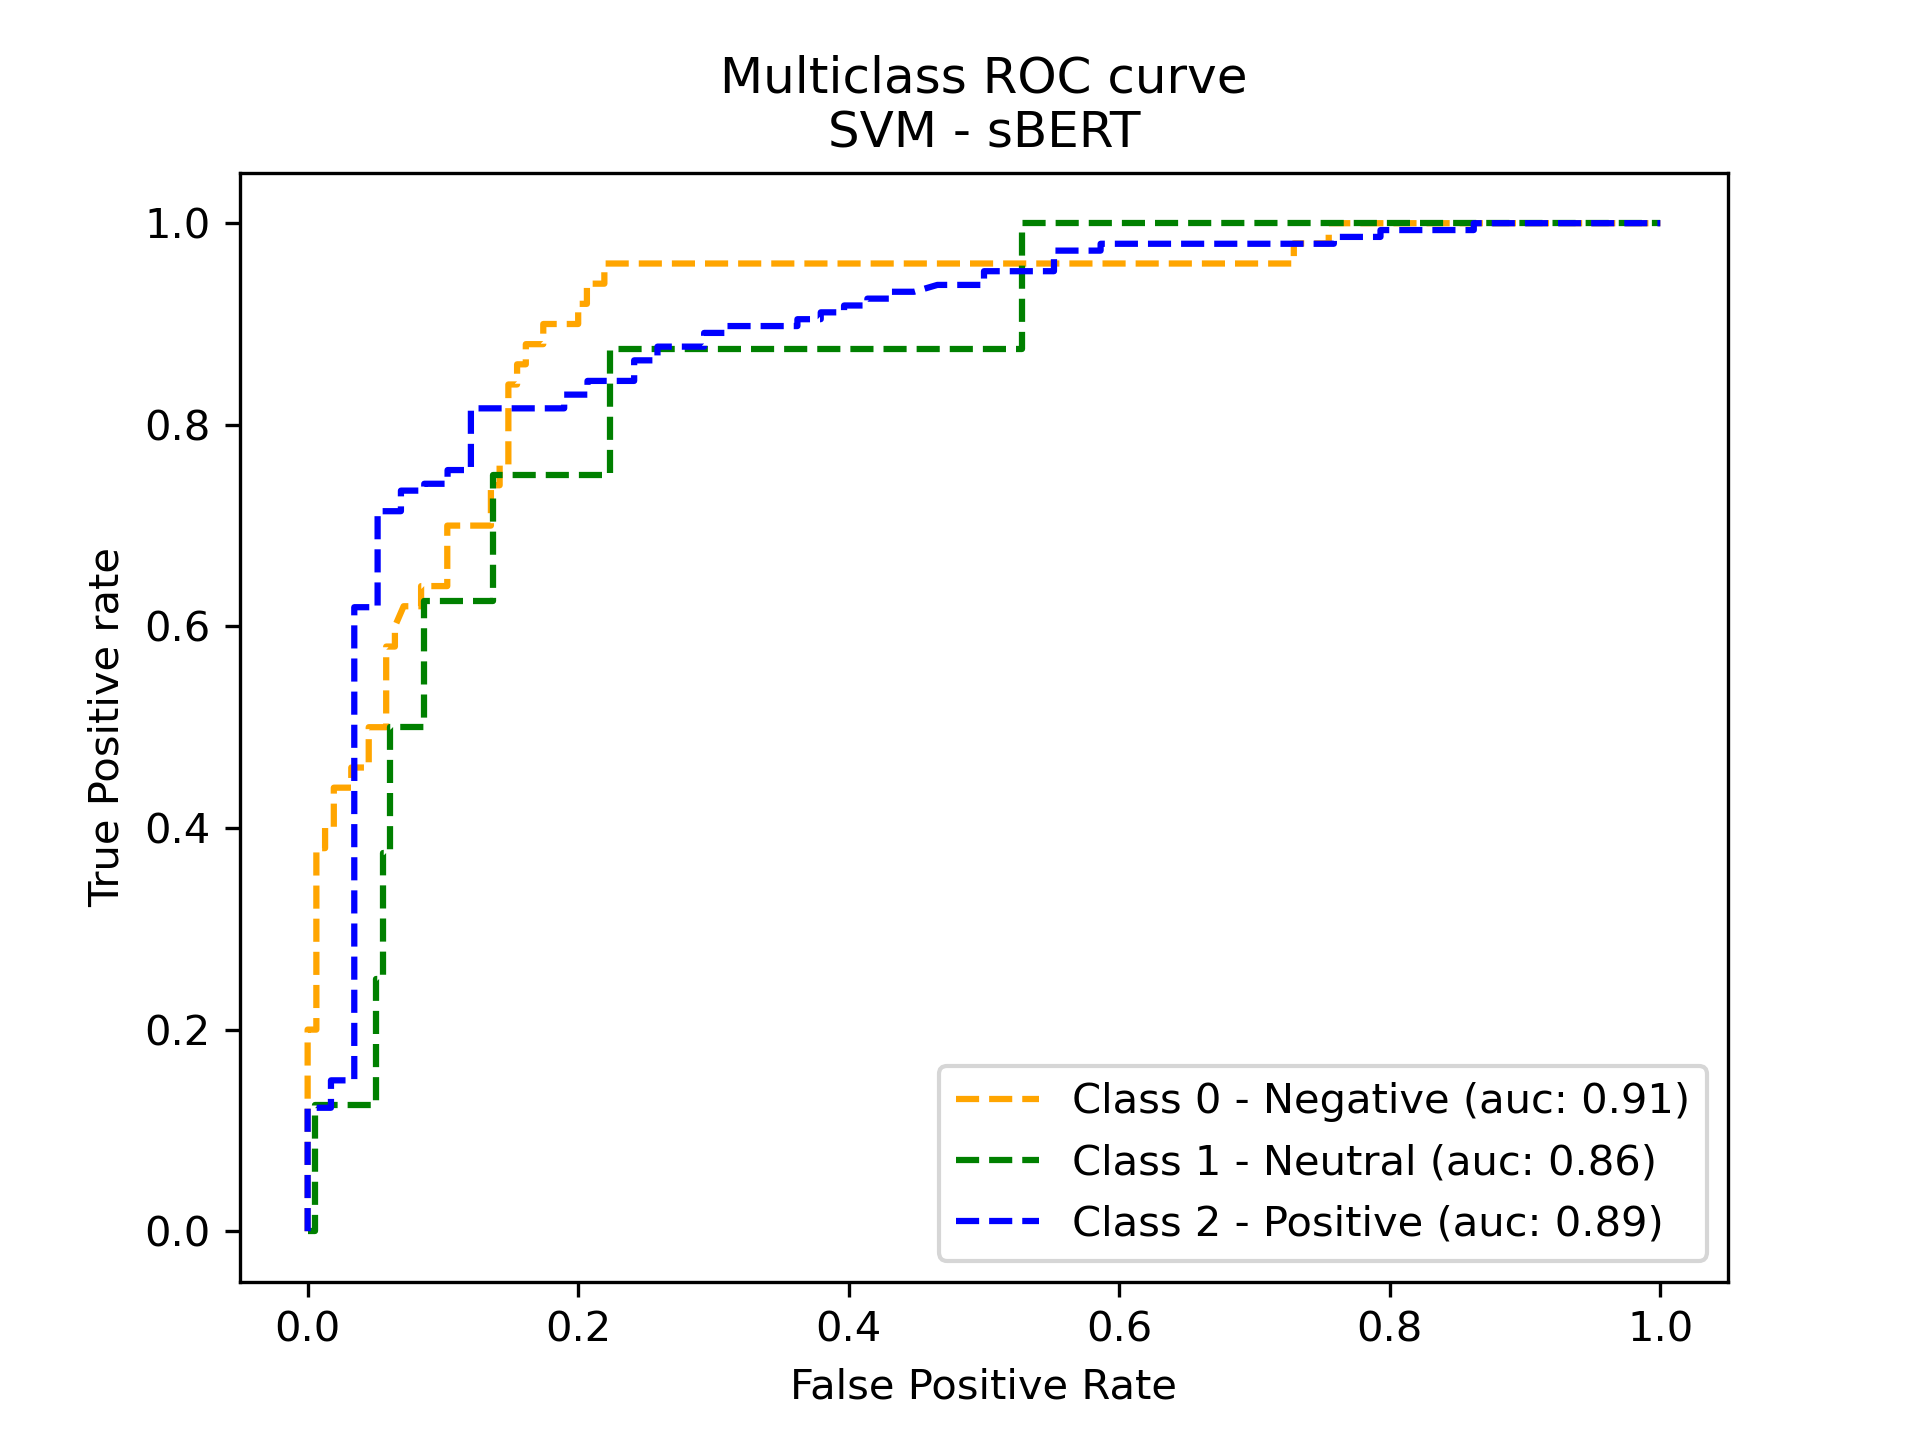 Multiclass ROC curve
SVM - sBERT
1.0
0.8
0.6
0.4
0.2
0.0
True Positive rate
Class 0 - Negative (auc: 0.91)
Class 1 - Neutral (auc: 0.86)
Class 2 - Positive (auc: 0.89)
0.0 0.2 0.4 0.6 0.8 1.0
False Positive Rate